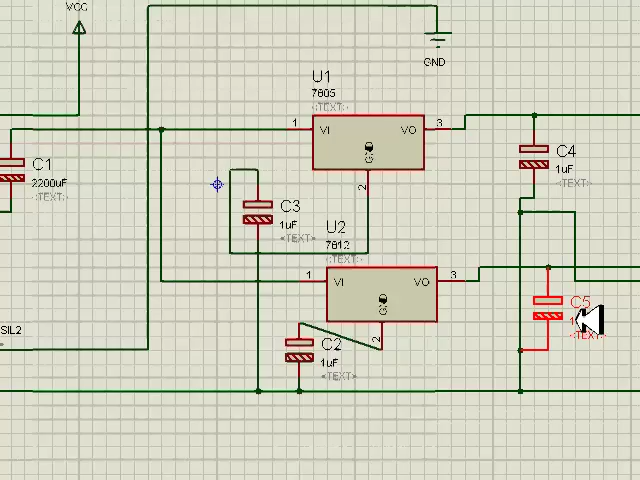 VCC
GND
U1
7805
<TEXT>
1
VI
VO
3
GND
2
C1
2200uF
<TEXT>
C4
1uF
<TEXT>
C3
1uF
<TEXT>
U2
7812
<TEXT>
1
VI
VO
3
GND
2
C5
<TEXT>
SIL2
C2
1uF
<TEXT>